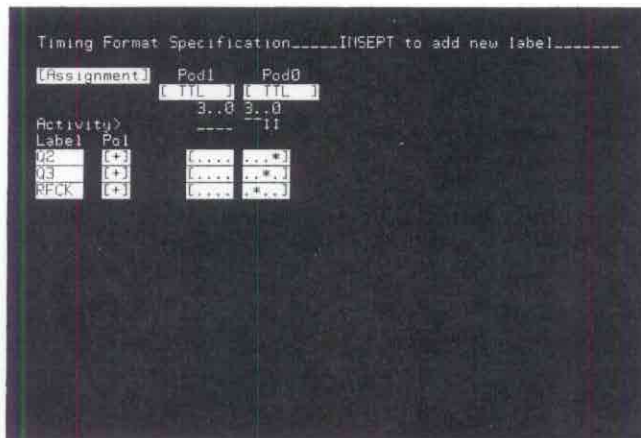 Timing Format Specification_____INSEPT to add new label_______
[Assignment] Pod1 Pod0
[ TTL ] [ TTL ]
3..0 3..0
Activity> ____ ¯¯!!
Label Pol
Q2 [+] [.... ...*]
Q3 [+] [.... ..*.]
RFCK [+] [.... .*..]